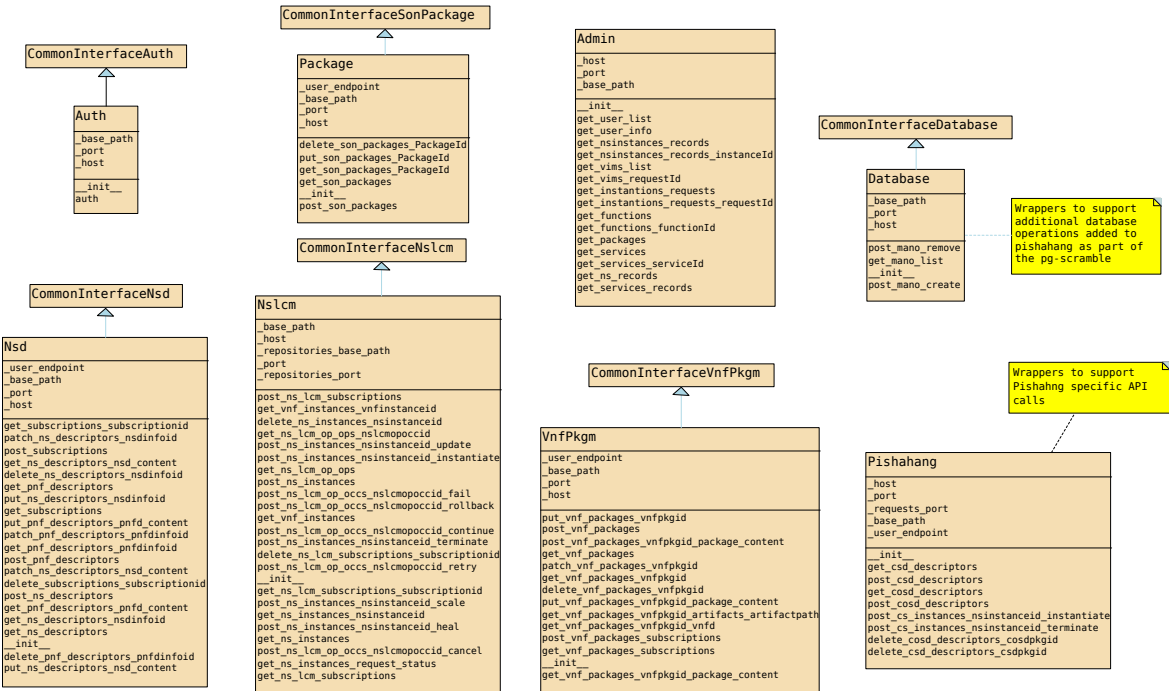 CommonInterfaceAuth
Auth
_base_path
_port
_host
__init__
auth
CommonInterfaceSonPackage
Package
_user_endpoint
_base_path
_port
_host
delete_son_packages_PackageId
put_son_packages_PackageId
get_son_packages_PackageId
get_son_packages
__init__
post_son_packages
Admin
_host
_port
_base_path
__init__
get_user_list
get_user_info
get_nsinstances_records
get_nsinstances_records_instanceId
get_vims_list
get_vims_requestId
get_instantions_requests
get_instantions_requests_requestId
get_functions
get_functions_functionId
get_packages
get_services
get_services_serviceId
get_ns_records
get_services_records
CommonInterfaceDatabase
Database
_base_path
_port
_host
post_mano_remove
get_mano_list
__init__
post_mano_create
Wrappers to support
additional database
operations added to
pishahang as part of
the pg-scramble
CommonInterfaceNsd
Nsd
_user_endpoint
_base_path
_port
_host
get_subscriptions_subscriptionid
patch_ns_descriptors_nsdinfoid
post_subscriptions
get_ns_descriptors_nsd_content
delete_ns_descriptors_nsdinfoid
get_pnf_descriptors
put_ns_descriptors_nsdinfoid
get_subscriptions
put_pnf_descriptors_pnfd_content
patch_pnf_descriptors_pnfdinfoid
get_pnf_descriptors_pnfdinfoid
post_pnf_descriptors
patch_ns_descriptors_nsd_content
delete_subscriptions_subscriptionid
post_ns_descriptors
get_pnf_descriptors_pnfd_content
get_ns_descriptors_nsdinfoid
get_ns_descriptors
__init__
delete_pnf_descriptors_pnfdinfoid
put_ns_descriptors_nsd_content
CommonInterfaceNslcm
Nslcm
_base_path
_host
_repositories_base_path
_port
_repositories_port
post_ns_lcm_subscriptions
get_vnf_instances_vnfinstanceid
delete_ns_instances_nsinstanceid
get_ns_lcm_op_ops_nslcmopoccid
post_ns_instances_nsinstanceid_update
post_ns_instances_nsinstanceid_instantiate
get_ns_lcm_op_ops
post_ns_instances
post_ns_lcm_op_occs_nslcmopoccid_fail
post_ns_lcm_op_occs_nslcmopoccid_rollback
get_vnf_instances
post_ns_lcm_op_occs_nslcmopoccid_continue
post_ns_instances_nsinstanceid_terminate
delete_ns_lcm_subscriptions_subscriptionid
post_ns_lcm_op_occs_nslcmopoccid_retry
__init__
get_ns_lcm_subscriptions_subscriptionid
post_ns_instances_nsinstanceid_scale
get_ns_instances_nsinstanceid
post_ns_instances_nsinstanceid_heal
get_ns_instances
post_ns_lcm_op_occs_nslcmopoccid_cancel
get_ns_instances_request_status
get_ns_lcm_subscriptions
CommonInterfaceVnfPkgm
VnfPkgm
_user_endpoint
_base_path
_port
_host
put_vnf_packages_vnfpkgid
post_vnf_packages
post_vnf_packages_vnfpkgid_package_content
get_vnf_packages
patch_vnf_packages_vnfpkgid
get_vnf_packages_vnfpkgid
delete_vnf_packages_vnfpkgid
put_vnf_packages_vnfpkgid_package_content
get_vnf_packages_vnfpkgid_artifacts_artifactpath
get_vnf_packages_vnfpkgid_vnfd
post_vnf_packages_subscriptions
get_vnf_packages_subscriptions
__init__
get_vnf_packages_vnfpkgid_package_content
Wrappers to support
Pishahng specific API
calls
Pishahang
_host
_port
_requests_port
_base_path
_user_endpoint
__init__
get_csd_descriptors
post_csd_descriptors
get_cosd_descriptors
post_cosd_descriptors
post_cs_instances_nsinstanceid_instantiate
post_cs_instances_nsinstanceid_terminate
delete_cosd_descriptors_cosdpkgid
delete_csd_descriptors_csdpkgid